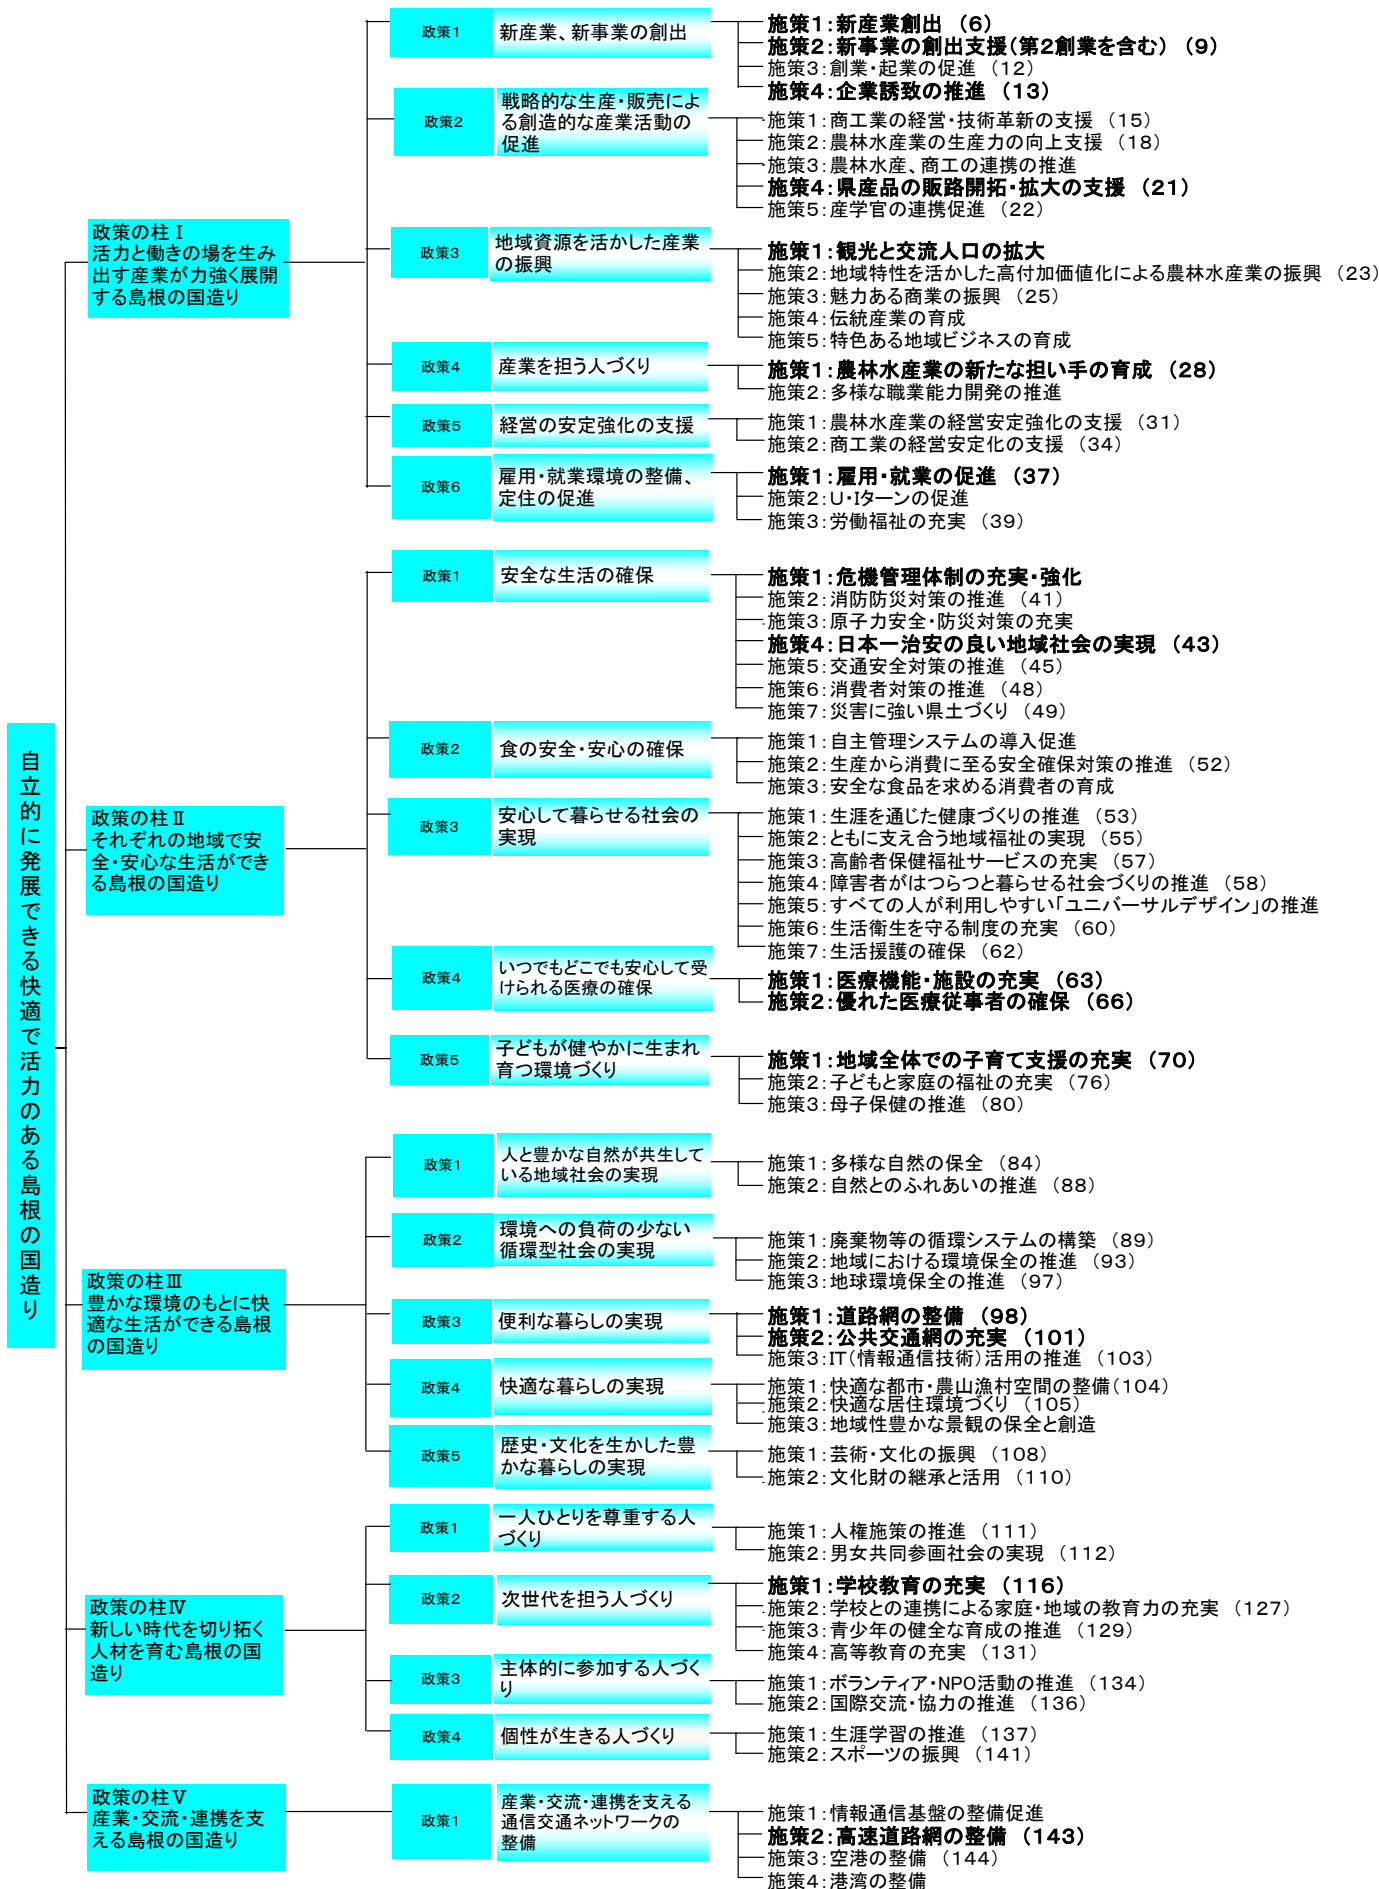 自立的に発展できる快適で活力のある島根の国造り
政策の柱Ⅰ
活力と働きの場を生み
出す産業が力強く展開
する島根の国造り
政策1
新産業、新事業の創出
施策1:新産業創出 (6)
施策2:新事業の創出支援(第2創業を含む) (9)
施策3:創業・起業の促進 (12)
施策4:企業誘致の推進 (13)
政策2
戦略的な生産・販売によ
る創造的な産業活動の
促進
施策1:商工業の経営・技術革新の支援 (15)
施策2:農林水産業の生産力の向上支援 (18)
施策3:農林水産、商工の連携の推進
施策4:県産品の販路開拓・拡大の支援 (21)
施策5:産学官の連携促進 (22)
政策3
地域資源を活かした産業
の振興
施策1:観光と交流人口の拡大
施策2:地域特性を活かした高付加価値化による農林水産業の振興 (23)
施策3:魅力ある商業の振興 (25)
施策4:伝統産業の育成
施策5:特色ある地域ビジネスの育成
政策4
産業を担う人づくり
施策1:農林水産業の新たな担い手の育成 (28)
施策2:多様な職業能力開発の推進
政策5
経営の安定強化の支援
施策1:農林水産業の経営安定強化の支援 (31)
施策2:商工業の経営安定化の支援 (34)
政策6
雇用・就業環境の整備、
定住の促進
施策1:雇用・就業の促進 (37)
施策2:U・Iターンの促進
施策3:労働福祉の充実 (39)
政策の柱Ⅱ
それぞれの地域で安
全・安心な生活ができ
る島根の国造り
政策1
安全な生活の確保
施策1:危機管理体制の充実・強化
施策2:消防防災対策の推進 (41)
施策3:原子力安全・防災対策の充実
施策4:日本一治安の良い地域社会の実現 (43)
施策5:交通安全対策の推進 (45)
施策6:消費者対策の推進 (48)
施策7:災害に強い県土づくり (49)
政策2
食の安全・安心の確保
施策1:自主管理システムの導入促進
施策2:生産から消費に至る安全確保対策の推進 (52)
施策3:安全な食品を求める消費者の育成
政策3
安心して暮らせる社会の
実現
施策1:生涯を通じた健康づくりの推進 (53)
施策2:ともに支え合う地域福祉の実現 (55)
施策3:高齢者保健福祉サービスの充実 (57)
施策4:障害者がはつらつと暮らせる社会づくりの推進 (58)
施策5:すべての人が利用しやすい「ユニバーサルデザイン」の推進
施策6:生活衛生を守る制度の充実 (60)
施策7:生活援護の確保 (62)
政策4
いつでもどこでも安心して受
けられる医療の確保
施策1:医療機能・施設の充実 (63)
施策2:優れた医療従事者の確保 (66)
政策5
子どもが健やかに生まれ
育つ環境づくり
施策1:地域全体での子育て支援の充実 (70)
施策2:子どもと家庭の福祉の充実 (76)
施策3:母子保健の推進 (80)
政策の柱Ⅲ
豊かな環境のもとに快
適な生活ができる島根
の国造り
政策1
人と豊かな自然が共生して
いる地域社会の実現
施策1:多様な自然の保全 (84)
施策2:自然とのふれあいの推進 (88)
政策2
環境への負荷の少ない
循環型社会の実現
施策1:廃棄物等の循環システムの構築 (89)
施策2:地域における環境保全の推進 (93)
施策3:地球環境保全の推進 (97)
政策3
便利な暮らしの実現
施策1:道路網の整備 (98)
施策2:公共交通網の充実 (101)
施策3:IT(情報通信技術)活用の推進 (103)
政策4
快適な暮らしの実現
施策1:快適な都市・農山漁村空間の整備(104)
施策2:快適な居住環境づくり (105)
施策3:地域性豊かな景観の保全と創造
政策5
歴史・文化を生かした豊
かな暮らしの実現
施策1:芸術・文化の振興 (108)
施策2:文化財の継承と活用 (110)
政策の柱Ⅳ
新しい時代を切り拓く
人材を育む島根の国
造り
政策1
一人ひとりを尊重する人
づくり
施策1:人権施策の推進 (111)
施策2:男女共同参画社会の実現 (112)
政策2
次世代を担う人づくり
施策1:学校教育の充実 (116)
施策2:学校との連携による家庭・地域の教育力の充実 (127)
施策3:青少年の健全な育成の推進 (129)
施策4:高等教育の充実 (131)
政策3
主体的に参加する人づく
り
施策1:ボランティア・NPO活動の推進 (134)
施策2:国際交流・協力の推進 (136)
政策4
個性が生きる人づくり
施策1:生涯学習の推進 (137)
施策2:スポーツの振興 (141)
政策の柱Ⅴ
産業・交流・連携を支
える島根の国造り
政策1
産業・交流・連携を支える
通信交通ネットワークの
整備
施策1:情報通信基盤の整備促進
施策2:高速道路網の整備 (143)
施策3:空港の整備 (144)
施策4:港湾の整備